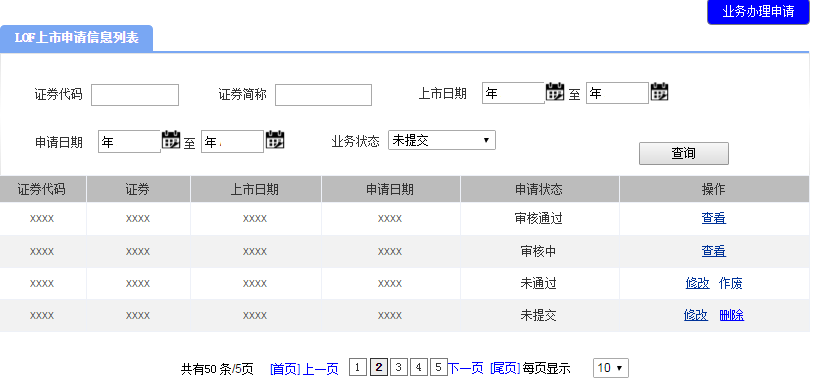 业务办理申请
LOF上市申请信息列表
证券代码 证券简称 上市日期 年 至 年
申请日期 年 至 年 业务状态 未提交
查询
证券代码 证券 上市日期 申请日期 申请状态 操作
xxxx xxxx xxxx xxxx 审核通过 查看
xxxx xxxx xxxx xxxx 审核中 查看
xxxx xxxx xxxx xxxx 未通过 修改 作废
xxxx xxxx xxxx xxxx 未提交 修改 删除
共有50 条/5页 [首页] 上一页 1 2 3 4 5 下一页 [尾页] 每页显示 10